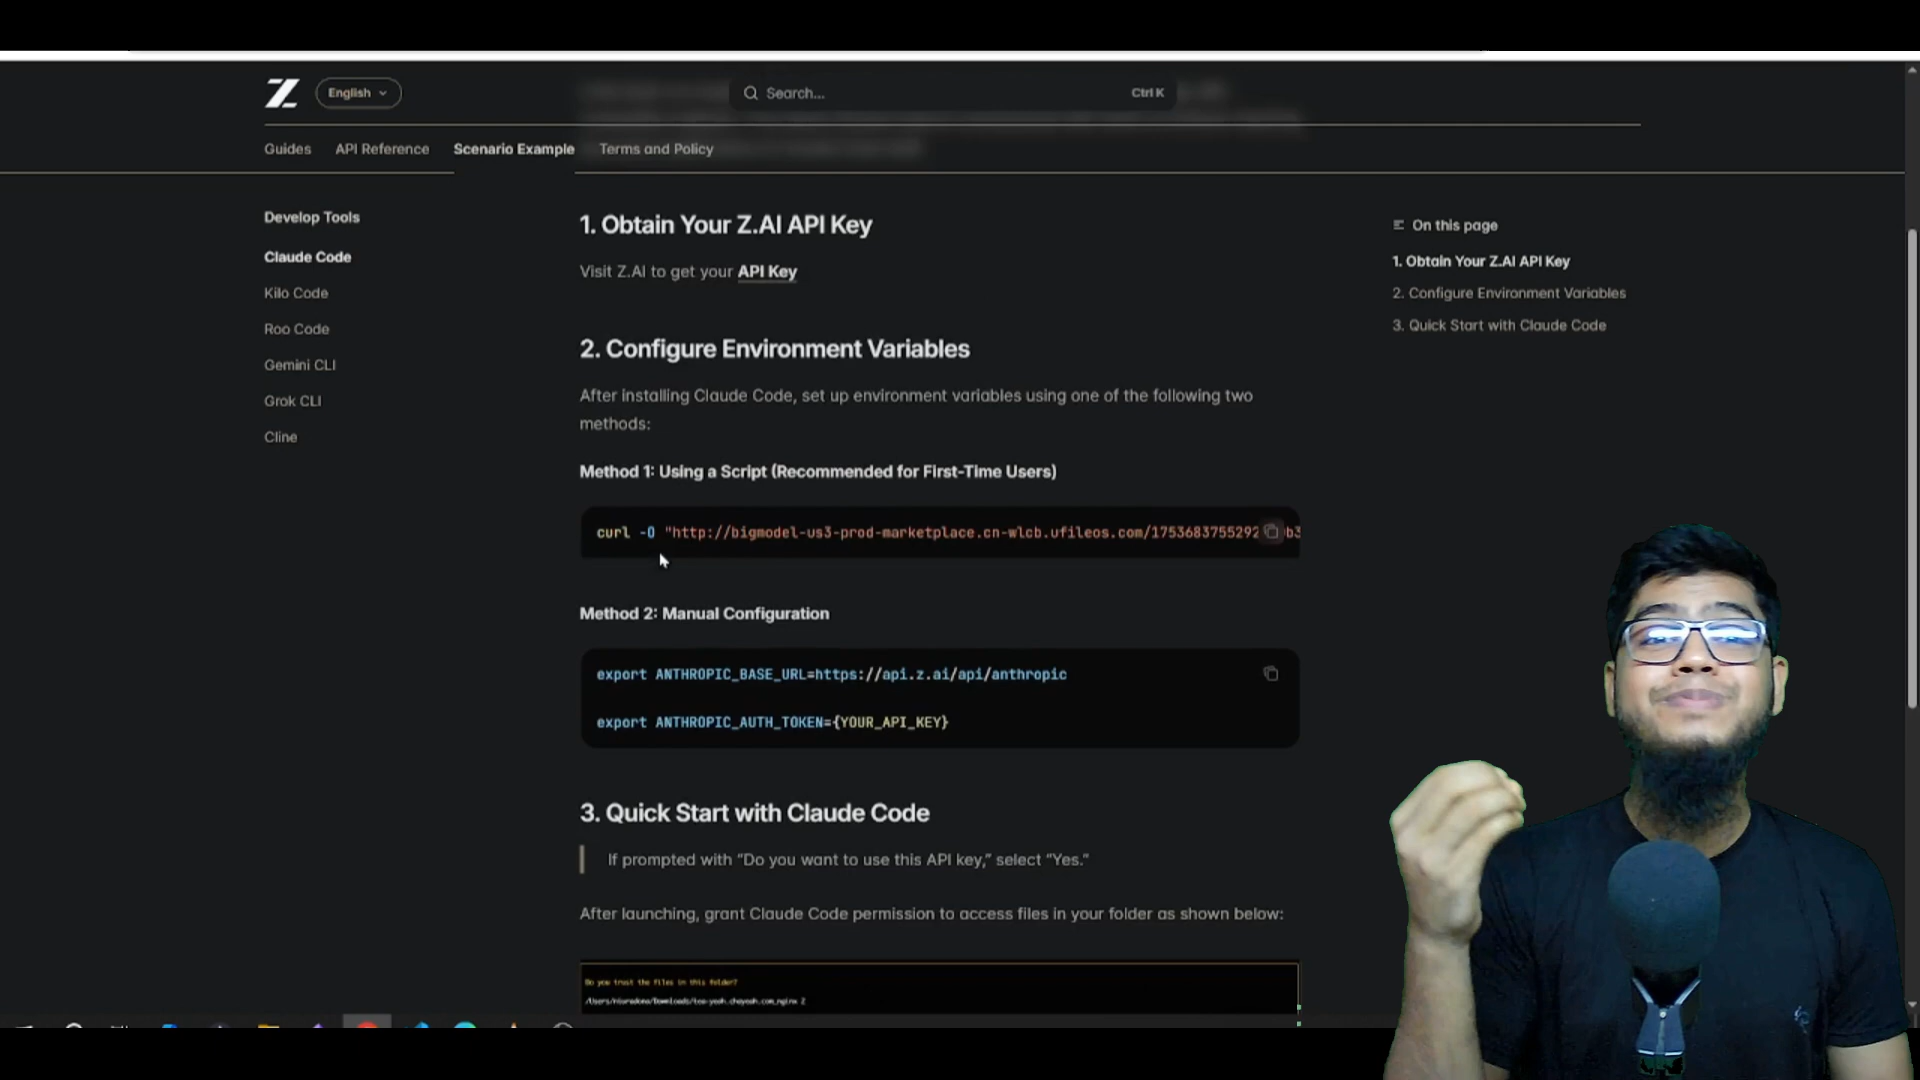 English
Search...
Ctrl K
Guides
API Reference
Scenario Example
Terms and Policy
Develop Tools
Claude Code
Kilo Code
Roo Code
Gemini CLI
Grok CLI
Cline
1. Obtain Your Z.AI API Key
Visit Z.AI to get your API Key
2. Configure Environment Variables
After installing Claude Code, set up environment variables using one of the following two
methods:
Method 1: Using a Script (Recommended for First-Time Users)
curl -O "http://bigmodel-us3-prod-marketplace.cn-wlcb.ufileos.com/1753683755292
Method 2: Manual Configuration
export ANTHROPIC_BASE_URL=https://api.z.ai/api/anthropic
export ANTHROPIC_AUTH_TOKEN={YOUR_API_KEY}
3. Quick Start with Claude Code
If prompted with “Do you want to use this API key,” select “Yes.”
After launching, grant Claude Code permission to access files in your folder as shown below:
Do you trust the files in this folder?
On this page
1. Obtain Your Z.AI API Key
2. Configure Environment Variables
3. Quick Start with Claude Code